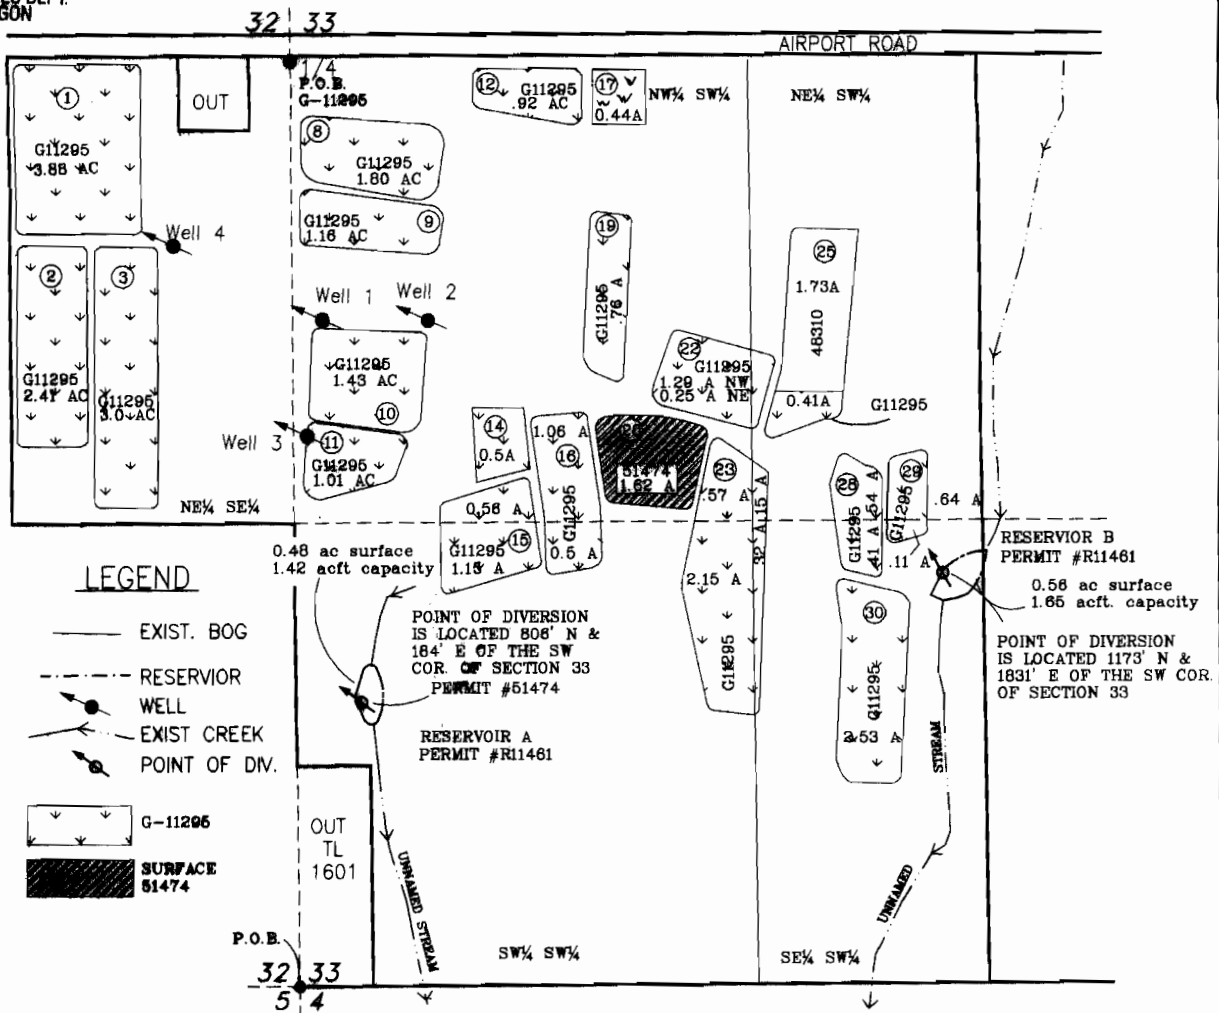 GON
32 33
AIRPORT ROAD
1/4
P.O.B.
G-11295
OUT
1
G11295
3.88 AC
8
G11295
1.80 AC
12
G11295
.92 AC
17
0.44A
NW¼ SW¼
NE¼ SW¼
9
G11295
1.16 AC
Well 4
2
G11295
2.41 AC
3
G11295
3.0 AC
Well 1
Well 2
19
G11295
.76 A
25
1.73A
48310
0.41A
G11295
22
G11295
1.29 A NW
0.25 A NE
G11295
1.43 AC
10
Well 3
11
G11295
1.01 AC
14
0.5A
1.06 A
16
G11295
0.5 A
51474
1.62 A
23
.57 A
.15 A
.32 A
2.15 A
G11295
28
G11295
.54 A
.41 A
29
G11295
.64 A
.11 A
NE¼ SE¼
0.56 A
G11295
15
1.15 A
0.48 ac surface
1.42 acft capacity
RESERVIOR B
PERMIT #R11461
0.56 ac surface
1.65 acft. capacity
LEGEND
EXIST. BOG
RESERVIOR
WELL
EXIST CREEK
POINT OF DIV.
G-11295
SURFACE
51474
POINT OF DIVERSION
IS LOCATED 806' N &
184' E OF THE SW
COR. OF SECTION 33
PERMIT #51474
RESERVOIR A
PERMIT #R11461
30
G11295
2.53 A
POINT OF DIVERSION
IS LOCATED 1173' N &
1831' E OF THE SW COR.
OF SECTION 33
STREAM
UNNAMED
OUT
TL
1601
UNNAMED STREAM
P.O.B.
SW¼ SW¼
SE¼ SW¼
32 33
5 4